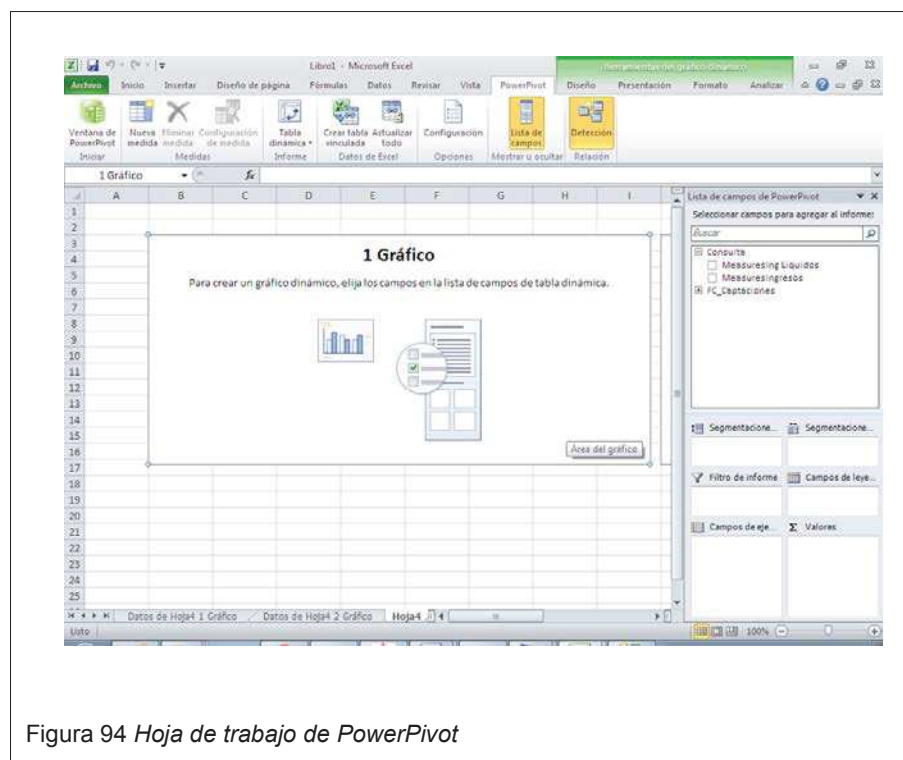 Libro1 - Microsoft Excel
Herramientas del gráfico dinámico
Archivo Inicio Insertar Diseño de página Fórmulas Datos Revisar Vista PowerPivot Diseño Presentación Formato Analizar
Ventana de PowerPivot
Nueva medida
Eliminar medida
Configuración de medida
Tabla dinámica
Crear tabla vinculada
Actualizar todo
Configuración
Lista de campos
Detección
Iniciar Medidas Informe Datos de Excel Opciones Mostrar u ocultar Relación
1 Gráfico fx
A B C D E F G H I
1
2
3
4
5
6
7
8
9
10
11
12
13
14
15
16
17
18
19
20
21
22
23
24
25
1 Gráfico
Para crear un gráfico dinámico, elija los campos en la lista de campos de tabla dinámica.
Área del gráfico
Lista de campos de PowerPivot
Seleccionar campos para agregar al informe:
Buscar
Consulta
MeasuresIng Liquidos
MeasuresIngresos
FC_Captaciones
Segmentacione... Segmentacione...
Filtro de informe Campos de leye...
Campos de eje... Σ Valores
Datos de Hoja4 1 Gráfico Datos de Hoja4 2 Gráfico Hoja4
Listo 100%
Figura 94 Hoja de trabajo de PowerPivot